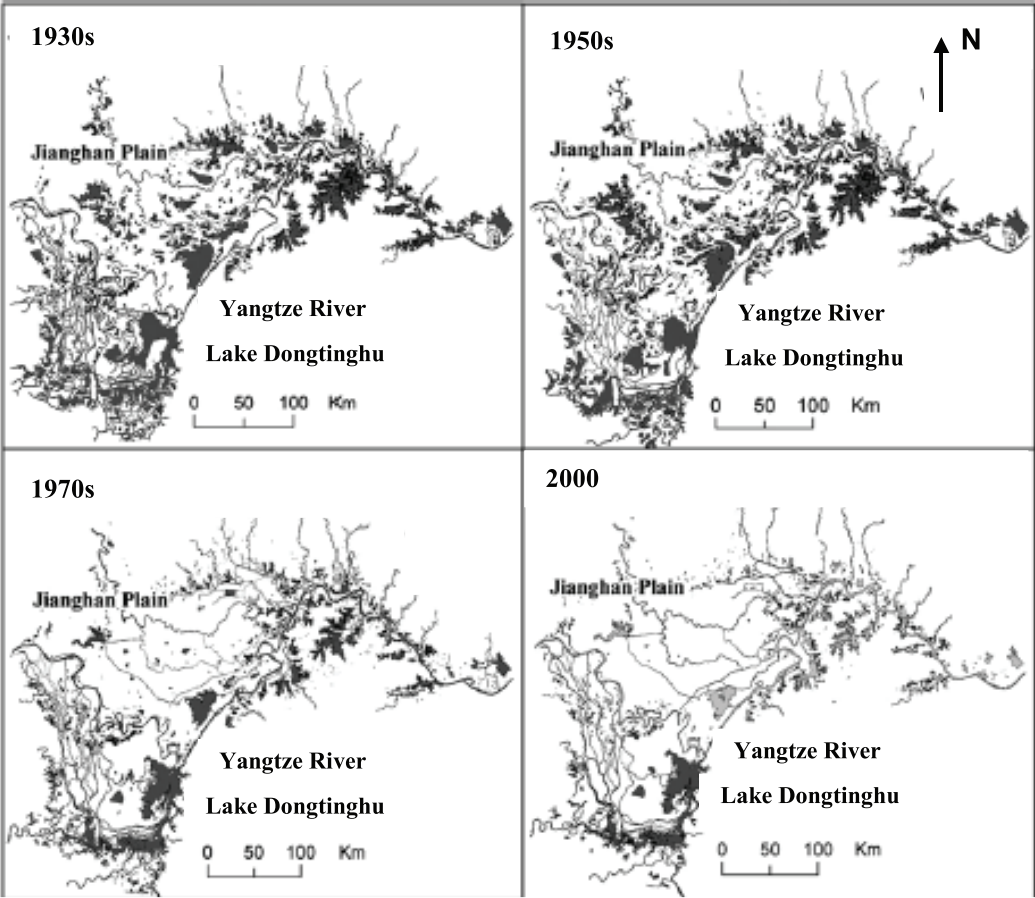 1930s
Jianghan Plain
Yangtze River
Lake Dongtinghu
0 50 100 Km
1950s
N
Jianghan Plain
Yangtze River
Lake Dongtinghu
0 50 100 Km
1970s
Jianghan Plain
Yangtze River
Lake Dongtinghu
0 50 100 Km
2000
Jianghan Plain
Yangtze River
Lake Dongtinghu
0 50 100 Km